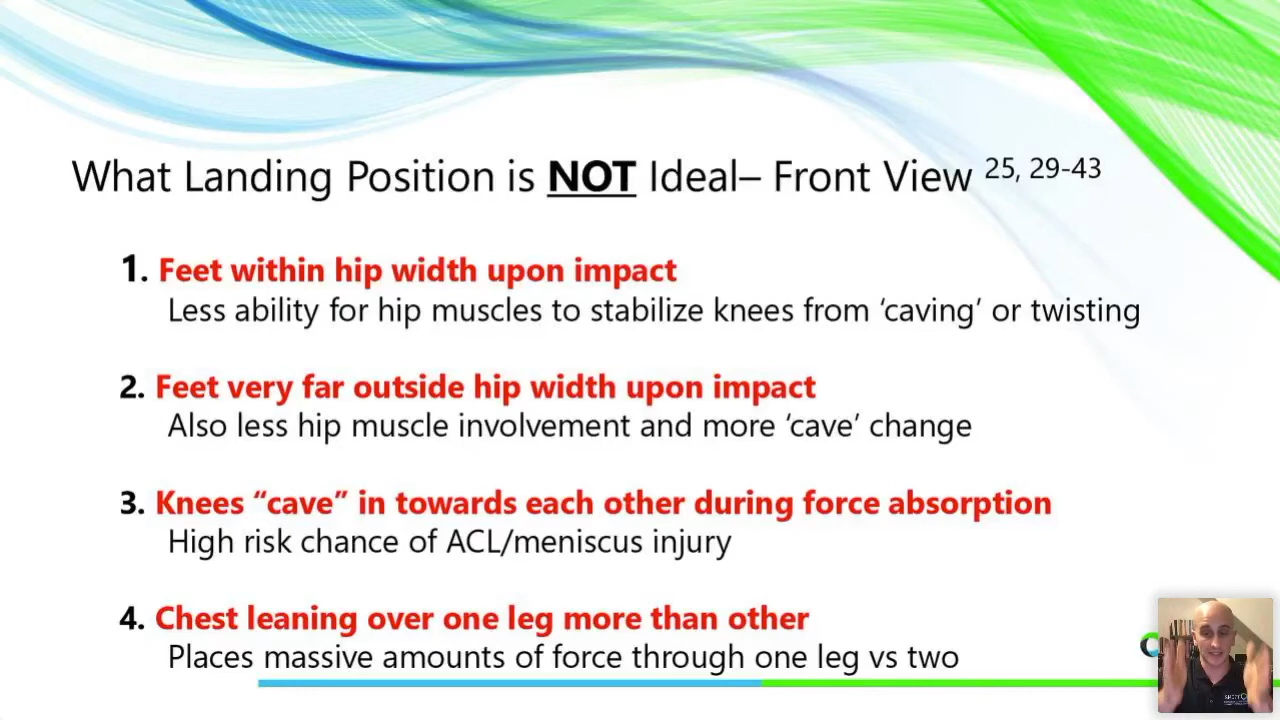 What Landing Position is NOT Ideal– Front View 25, 29-43
1. Feet within hip width upon impact
Less ability for hip muscles to stabilize knees from ‘caving’ or twisting
2. Feet very far outside hip width upon impact
Also less hip muscle involvement and more ‘cave’ change
3. Knees “cave” in towards each other during force absorption
High risk chance of ACL/meniscus injury
4. Chest leaning over one leg more than other
Places massive amounts of force through one leg vs two